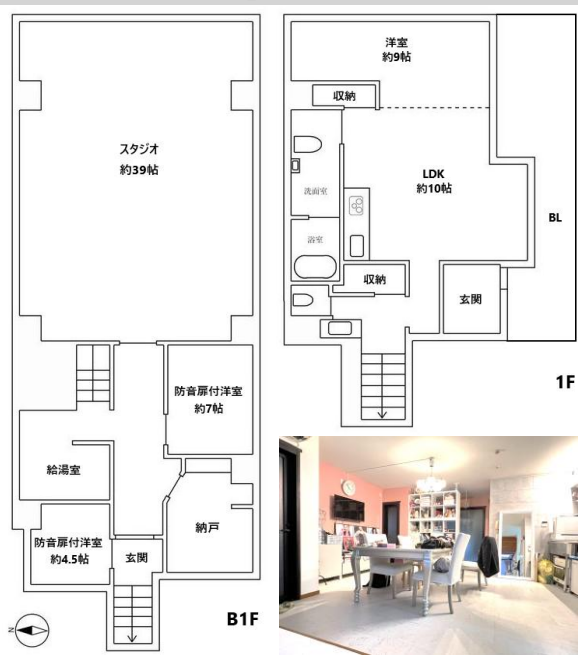 スタジオ
約39帖
防音扉付洋室
約7帖
給湯室
防音扉付洋室
約4.5帖
玄関
納戸
B1F
N
洋室
約9帖
収納
LDK
約10帖
洗面室
浴室
BL
収納
玄関
1F